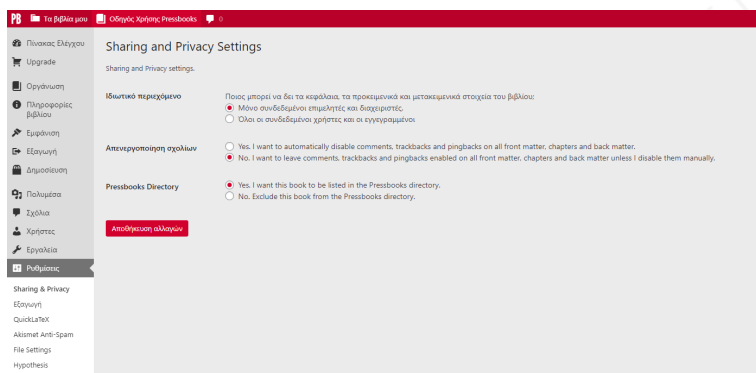 PB Τα βιβλία μου Οδηγός Χρήσης Pressbooks 0
Πίνακας Ελέγχου
Upgrade
Οργάνωση
Πληροφορίες
βιβλίου
Εμφάνιση
Εξαγωγή
Δημοσίευση
Πολυμέσα
Σχόλια
Χρήστες
Εργαλεία
Ρυθμίσεις
Sharing & Privacy
Εξαγωγή
QuickLaTeX
Akismet Anti-Spam
File Settings
Hypothesis
Sharing and Privacy Settings
Sharing and Privacy settings.
Ιδιωτικό περιεχόμενο
Ποιος μπορεί να δει τα κεφάλαια, τα προκειμενικά και μετακειμενικά στοιχεία του βιβλίου;
Μόνο συνδεδεμένοι επιμελητές και διαχειριστές.
Όλοι οι συνδεδεμένοι χρήστες και οι εγγεγραμμένοι
Απενεργοποίηση σχολίων
Yes. I want to automatically disable comments, trackbacks and pingbacks on all front matter, chapters and back matter.
No. I want to leave comments, trackbacks and pingbacks enabled on all front matter, chapters and back matter unless I disable them manually.
Pressbooks Directory
Yes. I want this book to be listed in the Pressbooks directory.
No. Exclude this book from the Pressbooks directory.
Αποθήκευση αλλαγών